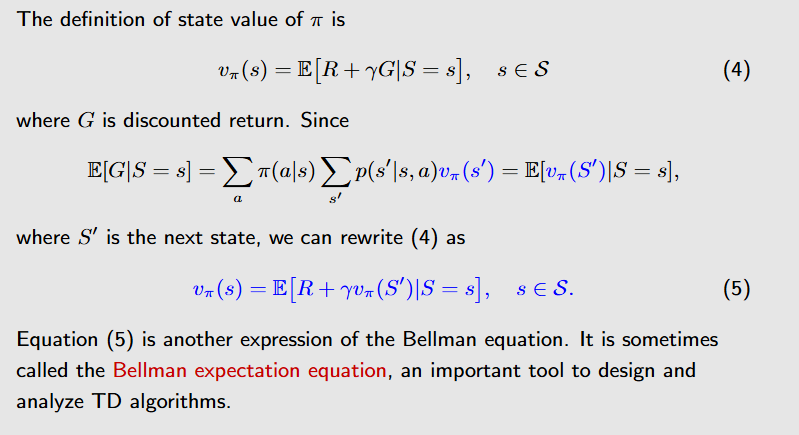 The definition of state value of π is
v_π(s) = 𝔼[R + γG|S = s], s ∈ 𝒮 (4)
where G is discounted return. Since
𝔼[G|S = s] = ∑_a π(a|s) ∑_{s′} p(s′|s, a)v_π(s′) = 𝔼[v_π(S′)|S = s],
where S′ is the next state, we can rewrite (4) as
v_π(s) = 𝔼[R + γv_π(S′)|S = s], s ∈ 𝒮. (5)
Equation (5) is another expression of the Bellman equation. It is sometimes
called the Bellman expectation equation, an important tool to design and
analyze TD algorithms.